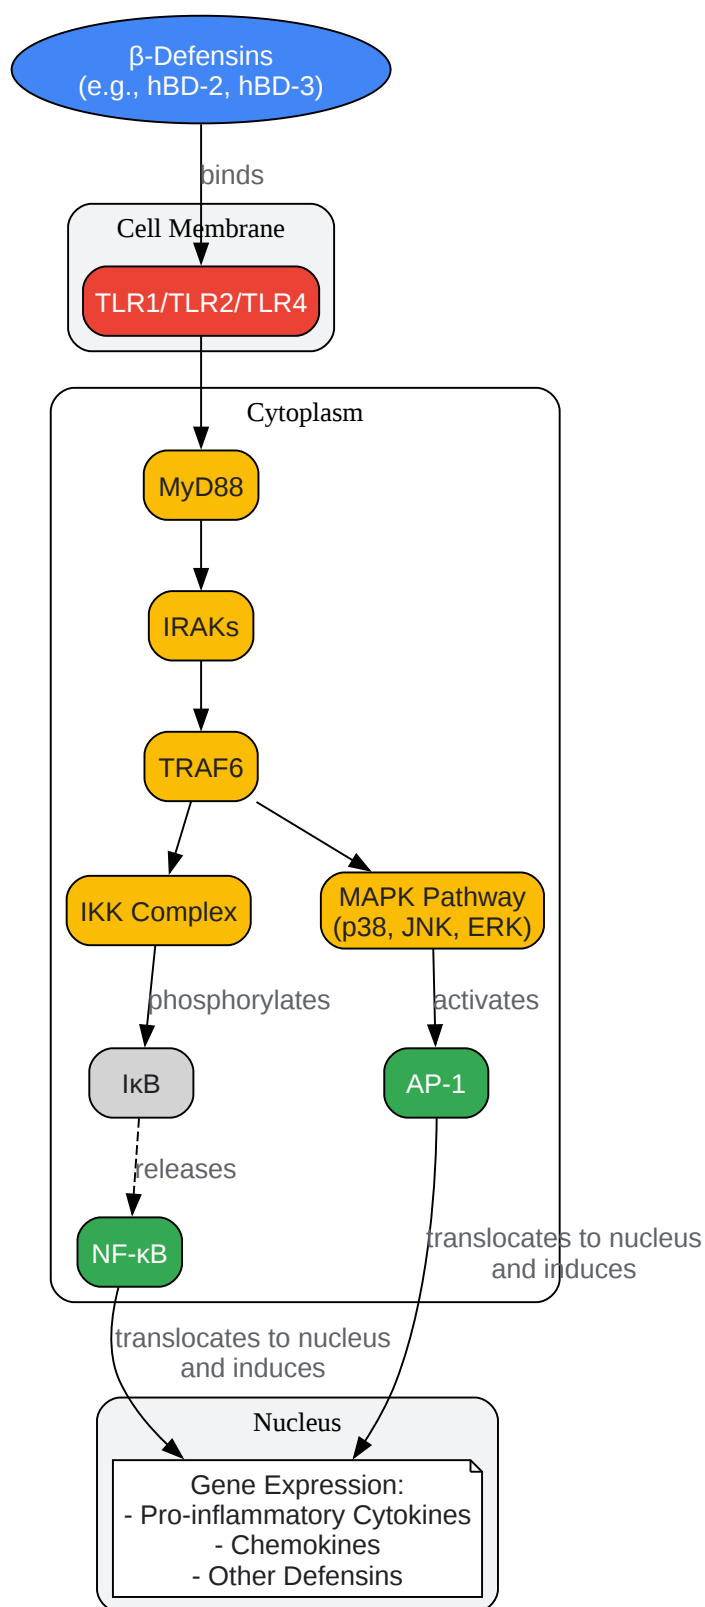 β-Defensins
(e.g., hBD-2, hBD-3)
binds
Cell Membrane
TLR1/TLR2/TLR4
Cytoplasm
MyD88
IRAKs
TRAF6
IKK Complex
MAPK Pathway
(p38, JNK, ERK)
phosphorylates
activates
IκB
AP-1
releases
NF-κB
translocates to nucleus
and induces
translocates to nucleus
and induces
Nucleus
Gene Expression:
- Pro-inflammatory Cytokines
- Chemokines
- Other Defensins